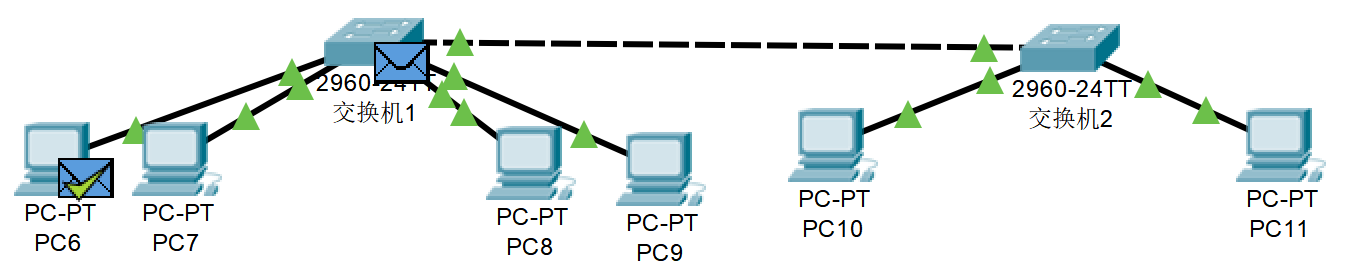 2960-24TT
交换机1
2960-24TT
交换机2
PC-PT
PC6
PC-PT
PC7
PC-PT
PC8
PC-PT
PC9
PC-PT
PC10
PC-PT
PC11